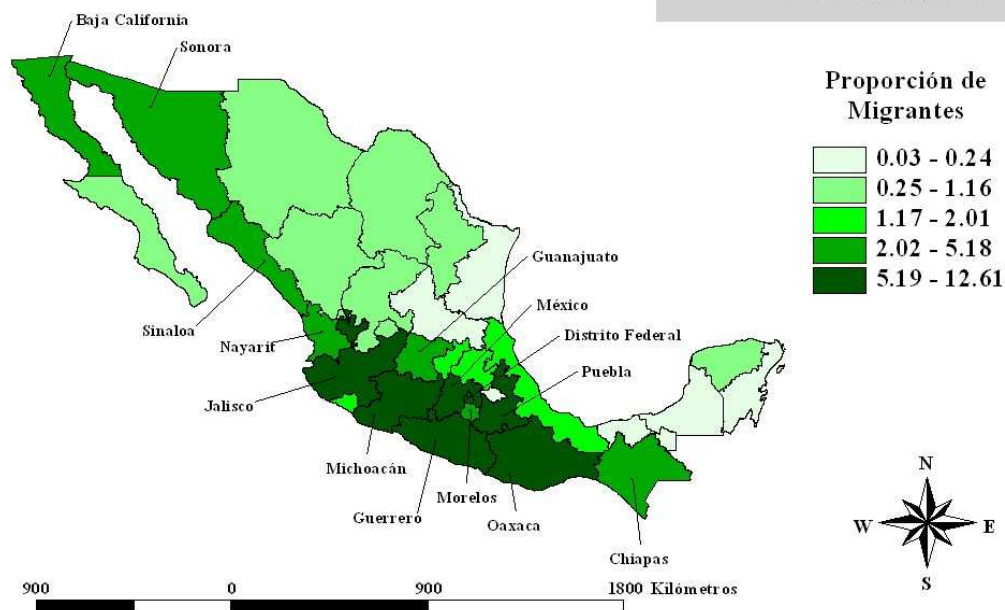 Baja California
Sonora
Proporción de
Migrantes
0.03 - 0.24
0.25 - 1.16
1.17 - 2.01
2.02 - 5.18
5.19 - 12.61
Guanajuato
México
Distrito Federal
Puebla
Sinaloa
Nayarit
Jalisco
Michoacán
Guerrero
Morelos
Oaxaca
Chiapas
N
W
E
S
900
0
900
1800 Kilómetros